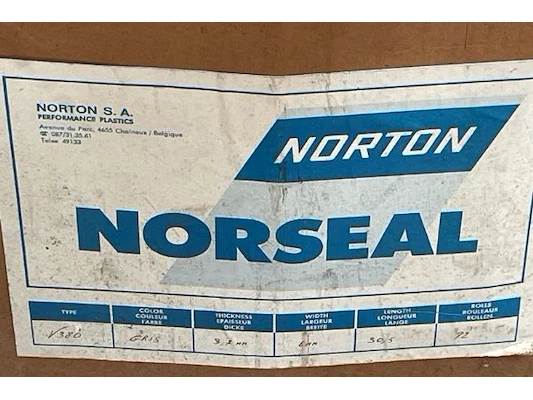 NORTON S. A.
PERFORMANCE PLASTICS
Avenue du Parc, 4655 Chaineux / Belgique
☎ 087/31.35.61
Telex 49133
NORTON
NORSEAL
TYPE
COLOR
COULEUR
FARBE
THICKNESS
EPAISSEUR
DICKE
WIDTH
LARGEUR
BREITE
LENGTH
LONGUEUR
LÄNGE
ROLLS
ROULEAUX
ROLLEN
V380
GRIS
3,2 MM
30,5